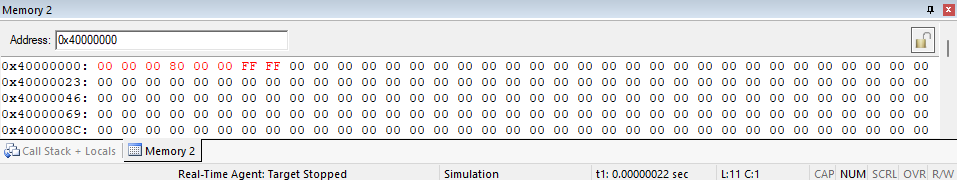 Memory 2
Address: 0x40000000
0x40000000: 00 00 00 80 00 00 FF FF 00 00 00 00 00 00 00 00 00 00 00 00 00 00 00 00 00 00 00 00 00 00 00 00 00 00 00
0x40000023: 00 00 00 00 00 00 00 00 00 00 00 00 00 00 00 00 00 00 00 00 00 00 00 00 00 00 00 00 00 00 00 00 00 00 00
0x40000046: 00 00 00 00 00 00 00 00 00 00 00 00 00 00 00 00 00 00 00 00 00 00 00 00 00 00 00 00 00 00 00 00 00 00 00
0x40000069: 00 00 00 00 00 00 00 00 00 00 00 00 00 00 00 00 00 00 00 00 00 00 00 00 00 00 00 00 00 00 00 00 00 00 00
0x4000008C: 00 00 00 00 00 00 00 00 00 00 00 00 00 00 00 00 00 00 00 00 00 00 00 00 00 00 00 00 00 00 00 00 00 00 00
Call Stack + Locals Memory 2
Real-Time Agent: Target Stopped Simulation t1: 0.00000022 sec L:11 C:1 CAP NUM SCRL OVR R/W